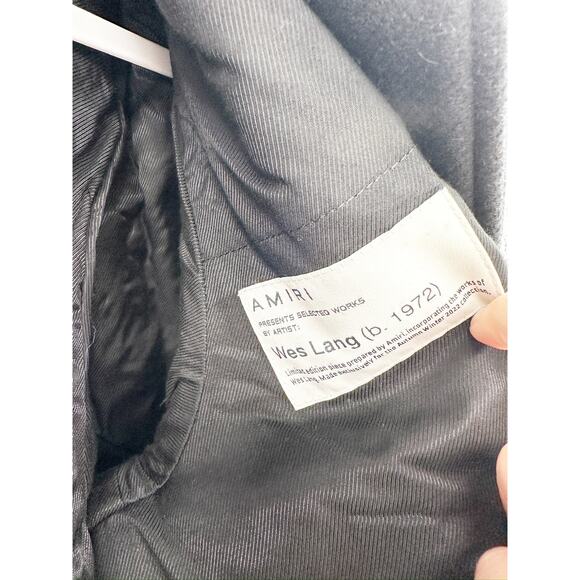 AMIRI
PRESENTS SELECTED WORKS
BY ARTIST:
Wes Lang (b. 1972)
Limited edition piece prepared by Amiri, incorporating the works of
Wes Lang. Made exclusively for the Autumn Winter 2022 collection.